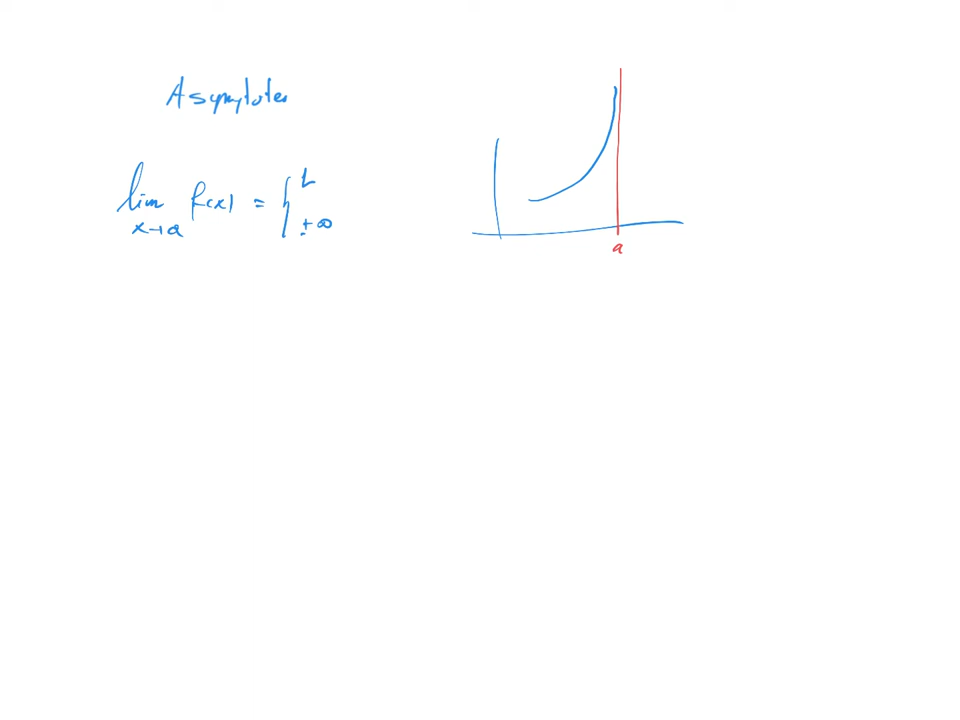 Asymptotes
lim f(x) = { L
x→a ±∞
a